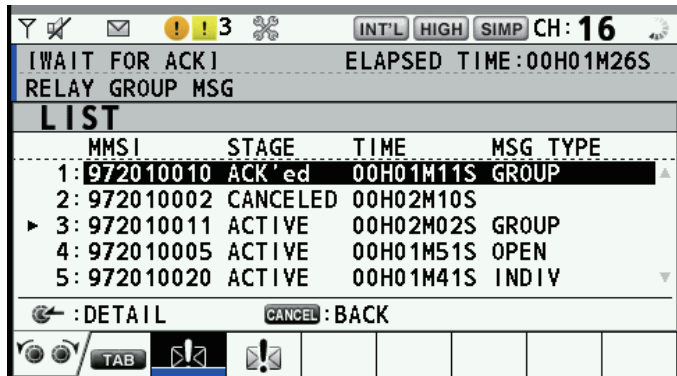 ! ! 3 INT'L HIGH SIMP CH: 16
[WAIT FOR ACK] ELAPSED TIME:00H01M26S
RELAY GROUP MSG
LIST
MMSI STAGE TIME MSG TYPE
1: 972010010 ACK'ed 00H01M11S GROUP
2: 972010002 CANCELED 00H02M10S
3: 972010011 ACTIVE 00H02M02S GROUP
4: 972010005 ACTIVE 00H01M51S OPEN
5: 972010020 ACTIVE 00H01M41S INDIV
:DETAIL CANCEL :BACK
TAB